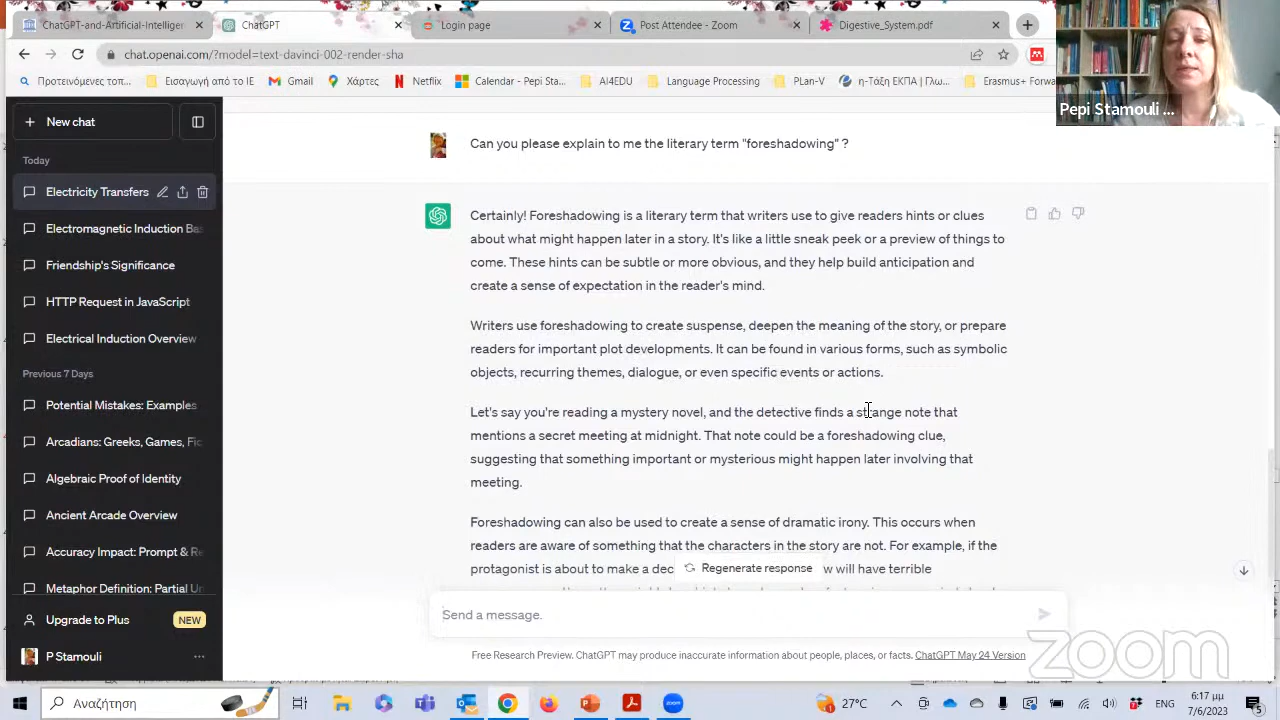 ChatGPT-and-Artificial-Intelliger
ChatGPT
Login page
Post Attendee - Zoom
Digestive_System.pdf
chat.openai.com/?model=text-davinci-002-render-sha
Προτεινόμενες τοπ...
Εισαγωγή από το IE
Gmail
Χάρτες
Netflix
Calendar - Pepi Sta...
AI4EDU
Language Processing
PLan-V
η-Τάξη ΕΚΠΑ | Γλω...
Erasmus+ Forwa
Pepi Stamouli ...
New chat
Today
Electricity Transfers
Electromagnetic Induction Bas
Friendship's Significance
HTTP Request in JavaScript
Electrical Induction Overview
Previous 7 Days
Potential Mistakes: Examples
Arcadians: Greeks, Games, Fic
Algebraic Proof of Identity
Ancient Arcade Overview
Accuracy Impact: Prompt & Re
Metaphor Definition: Partial Un
Upgrade to Plus
NEW
P Stamouli
Can you please explain to me the literary term "foreshadowing" ?
Certainly! Foreshadowing is a literary term that writers use to give readers hints or clues
about what might happen later in a story. It's like a little sneak peek or a preview of things to
come. These hints can be subtle or more obvious, and they help build anticipation and
create a sense of expectation in the reader's mind.
Writers use foreshadowing to create suspense, deepen the meaning of the story, or prepare
readers for important plot developments. It can be found in various forms, such as symbolic
objects, recurring themes, dialogue, or even specific events or actions.
Let's say you're reading a mystery novel, and the detective finds a strange note that
mentions a secret meeting at midnight. That note could be a foreshadowing clue,
suggesting that something important or mysterious might happen later involving that
meeting.
Foreshadowing can also be used to create a sense of dramatic irony. This occurs when
readers are aware of something that the characters in the story are not. For example, if the
protagonist is about to make a dec
w will have terrible
Regenerate response
Send a message.
Free Research Preview. ChatGPT may produce inaccurate information about people, places, or facts. ChatGPT May 24 Version
zoom
Αναζήτηση
27°C
ENG
6:17 μμ
7/6/2023
5